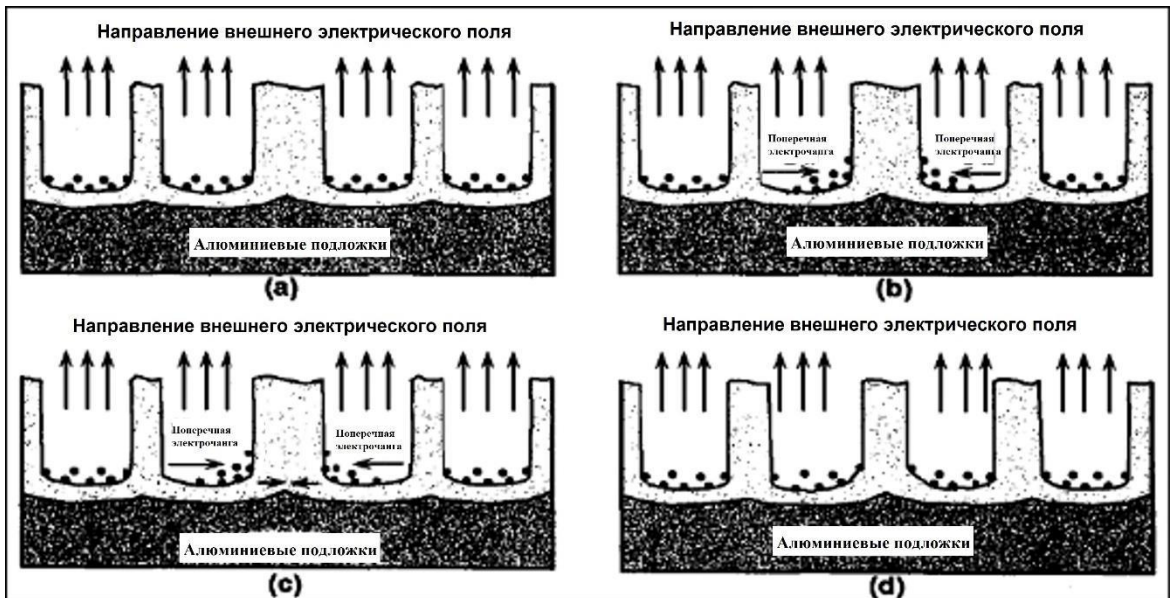 Направление внешнего электрического поля
Алюминиевые подложки
(a)
Направление внешнего электрического поля
Поперечная
электрочанга
Поперечная
электрочанга
Алюминиевые подложки
(b)
Направление внешнего электрического поля
Поперечная
электрочанга
Поперечная
электрочанга
Алюминиевые подложки
(c)
Направление внешнего электрического поля
Алюминиевые подложки
(d)